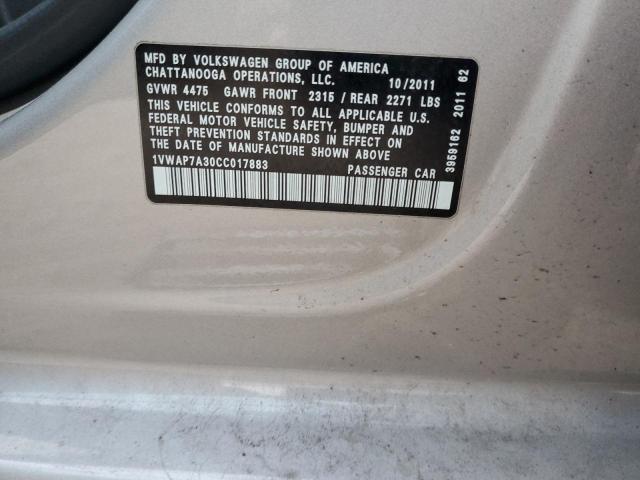 MFD BY VOLKSWAGEN GROUP OF AMERICA
CHATTANOOGA OPERATIONS, LLC. 10/2011
GVWR 4475 GAWR FRONT 2315 / REAR 2271 LBS
THIS VEHICLE CONFORMS TO ALL APPLICABLE U.S.
FEDERAL MOTOR VEHICLE SAFETY, BUMPER AND
THEFT PREVENTION STANDARDS IN EFFECT ON
THE DATE OF MANUFACTURE SHOWN ABOVE
1VWAP7A30CC017883 PASSENGER CAR
3959162 2011 62